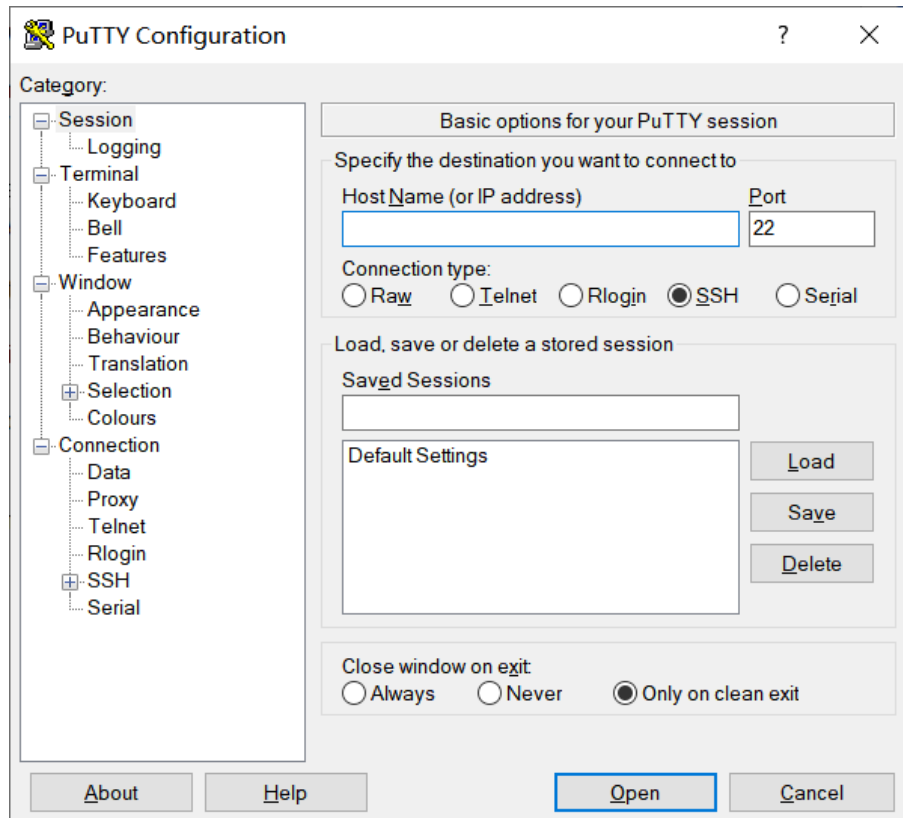 PuTTY Configuration
?
Category:
Session
Logging
Terminal
Keyboard
Bell
Features
Window
Appearance
Behaviour
Translation
Selection
Colours
Connection
Data
Proxy
Telnet
Rlogin
SSH
Serial
Basic options for your PuTTY session
Specify the destination you want to connect to
Host Name (or IP address) Port
22
Connection type:
Raw Telnet Rlogin SSH Serial
Load, save or delete a stored session
Saved Sessions
Default Settings
Load
Save
Delete
Close window on exit:
Always Never Only on clean exit
About Help Open Cancel